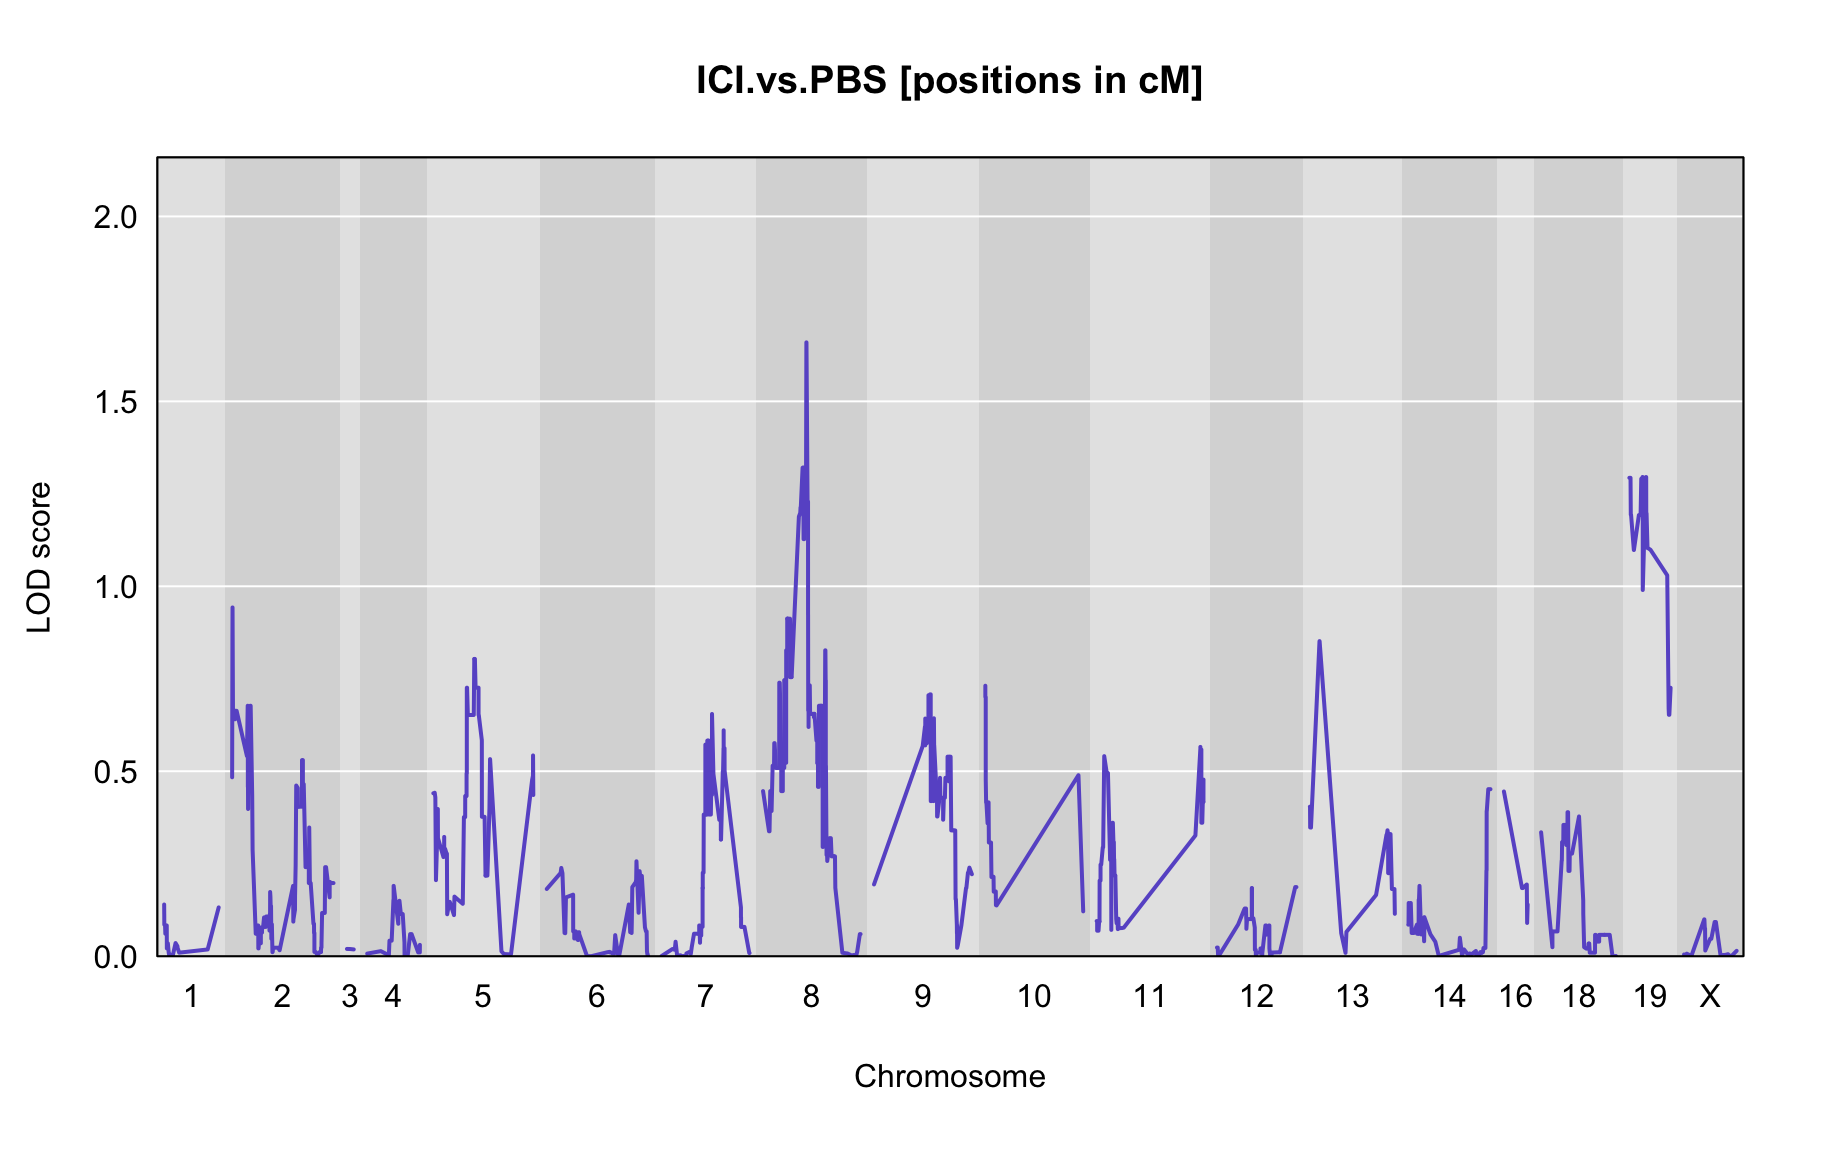 ICI.vs.PBS [positions in cM]
2.0
1.5
1.0
0.5
0.0
LOD score
1 2 3 4 5 6 7 8 9 10 11 12 13 14 16 18 19 X
Chromosome